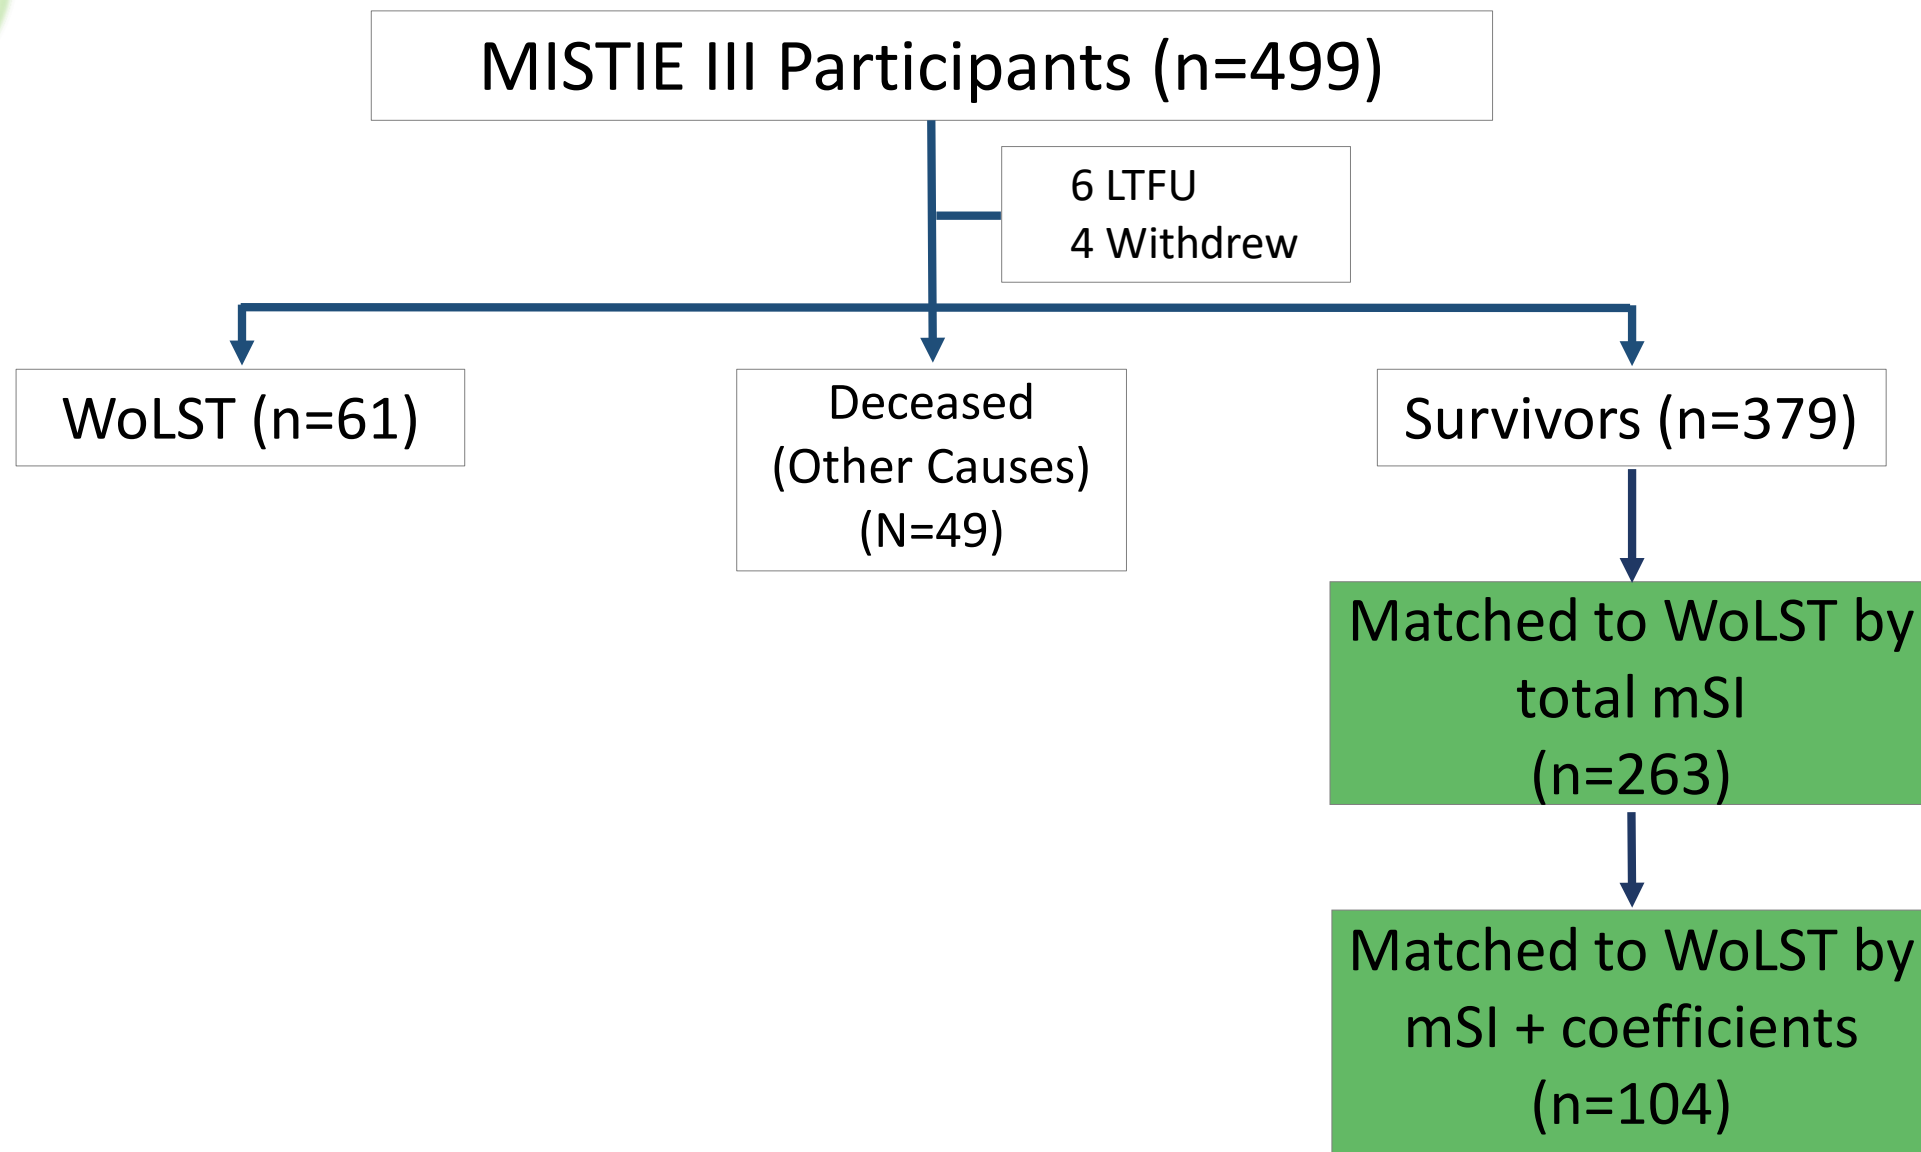 MISTIE III Participants (n=499)
6 LTFU
4 Withdrew
WoLST (n=61)
Deceased
(Other Causes)
(N=49)
Survivors (n=379)
Matched to WoLST by
total mSI
(n=263)
Matched to WoLST by
mSI + coefficients
(n=104)